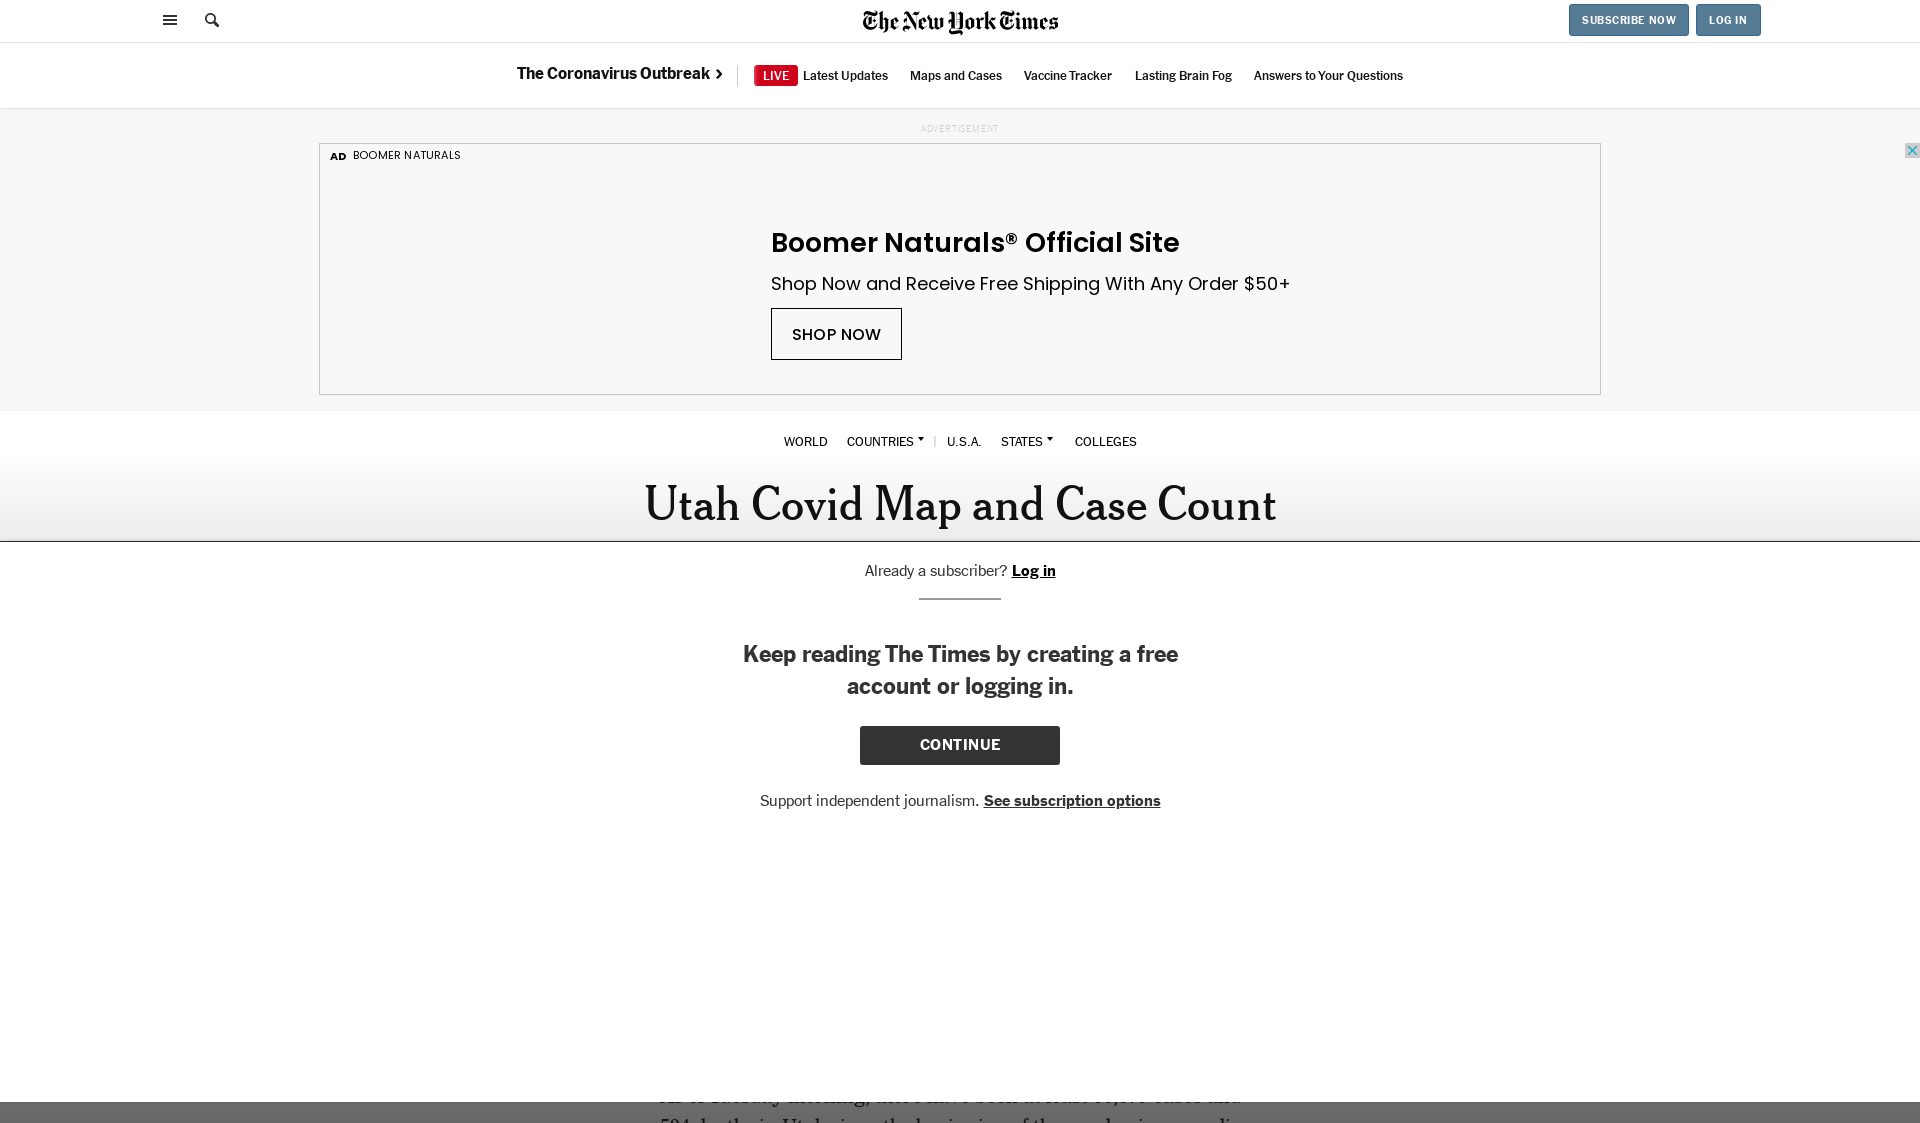 The New York Times
SUBSCRIBE NOW
LOG IN
The Coronavirus Outbreak ›
LIVE Latest Updates
Maps and Cases
Vaccine Tracker
Lasting Brain Fog
Answers to Your Questions
ADVERTISEMENT
AD BOOMER NATURALS
Boomer Naturals® Official Site
Shop Now and Receive Free Shipping With Any Order $50+
SHOP NOW
WORLD COUNTRIES | U.S.A. STATES COLLEGES
Utah Covid Map and Case Count
Already a subscriber? Log in
Keep reading The Times by creating a free
account or logging in.
CONTINUE
Support independent journalism. See subscription options